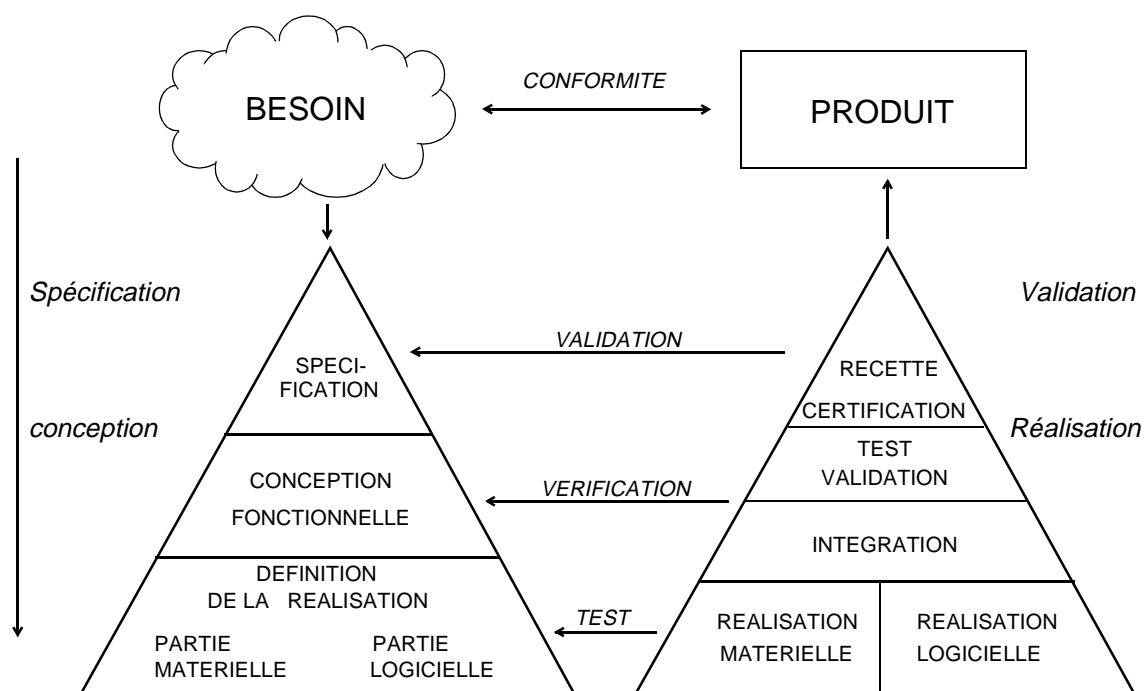 CONFORMITE
BESOIN
PRODUIT
Spécification
Validation
VALIDATION
SPECI-
FICATION
RECETTE
CERTIFICATION
conception
Réalisation
TEST
VALIDATION
CONCEPTION
FONCTIONNELLE
VERIFICATION
INTEGRATION
DEFINITION
DE LA REALISATION
TEST
PARTIE
MATERIELLE
PARTIE
LOGICIELLE
REALISATION
MATERIELLE
REALISATION
LOGICIELLE